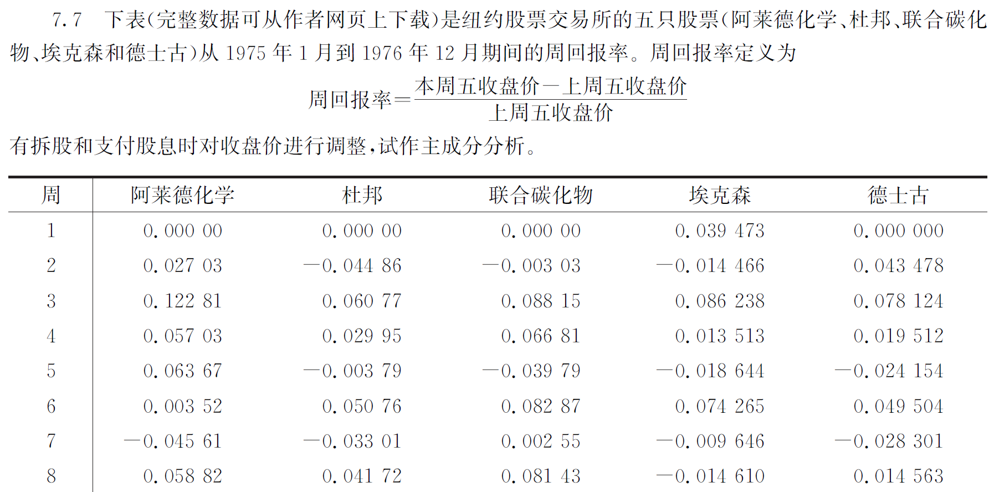 7.7 下表(完整数据可从作者网页上下载)是纽约股票交易所的五只股票(阿莱德化学、杜邦、联合碳化
物、埃克森和德士古)从 1975 年 1 月到 1976 年 12 月期间的周回报率。周回报率定义为
周回报率=本周五收盘价-上周五收盘价
上周五收盘价
有拆股和支付股息时对收盘价进行调整,试作主成分分析。
周 阿莱德化学 杜邦 联合碳化物 埃克森 德士古
1 0.000 00 0.000 00 0.000 00 0.039 473 0.000 000
2 0.027 03 -0.044 86 -0.003 03 -0.014 466 0.043 478
3 0.122 81 0.060 77 0.088 15 0.086 238 0.078 124
4 0.057 03 0.029 95 0.066 81 0.013 513 0.019 512
5 0.063 67 -0.003 79 -0.039 79 -0.018 644 -0.024 154
6 0.003 52 0.050 76 0.082 87 0.074 265 0.049 504
7 -0.045 61 -0.033 01 0.002 55 -0.009 646 -0.028 301
8 0.058 82 0.041 72 0.081 43 -0.014 610 0.014 563